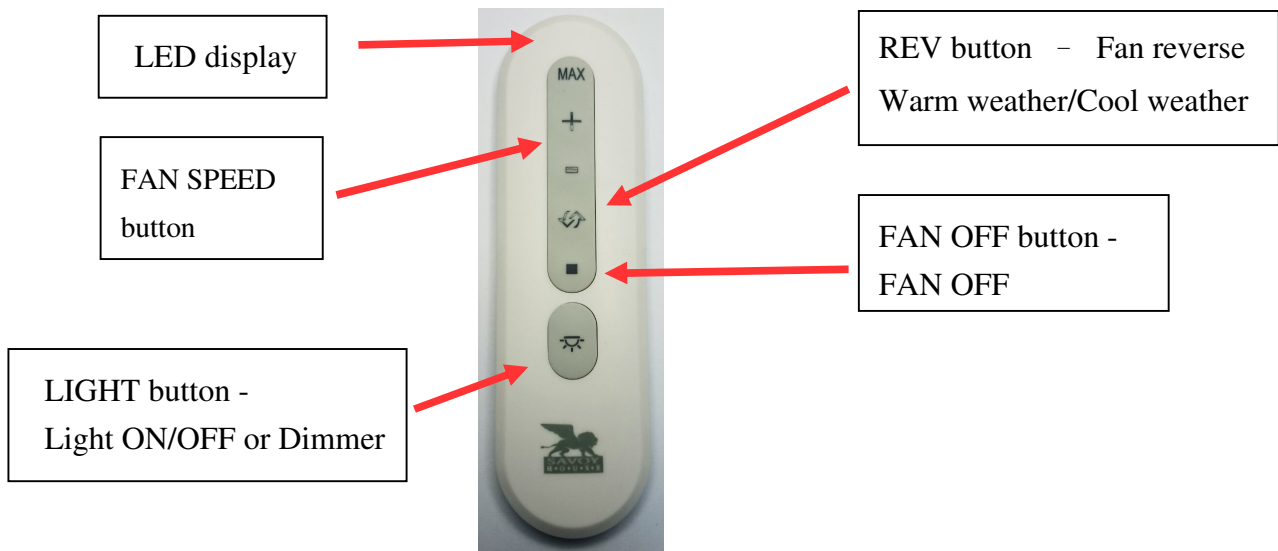 LED display
FAN SPEED
button
LIGHT button -
Light ON/OFF or Dimmer
MAX
SAVOY
H•O•U•S•E
REV button - Fan reverse
Warm weather/Cool weather
FAN OFF button -
FAN OFF